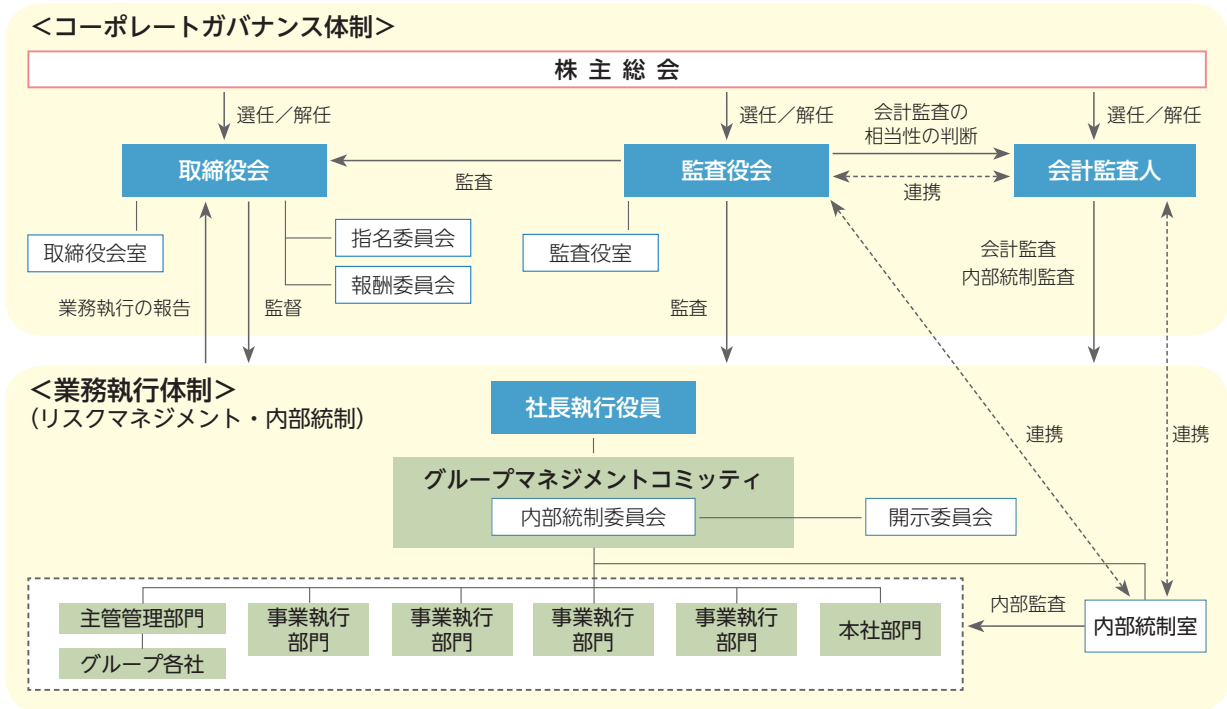 ＜コーポレートガバナンス体制＞
株 主 総 会
選任／解任
選任／解任
会計監査の
相当性の判断
選任／解任
取締役会
監査
監査役会
連携
会計監査人
取締役会室
指名委員会
報酬委員会
監査役室
会計監査
内部統制監査
業務執行の報告
監督
監査
＜業務執行体制＞
(リスクマネジメント・内部統制)
社長執行役員
連携
連携
グループマネジメントコミッティ
内部統制委員会
開示委員会
主管管理部門
グループ各社
事業執行
部門
事業執行
部門
事業執行
部門
事業執行
部門
本社部門
内部監査
内部統制室